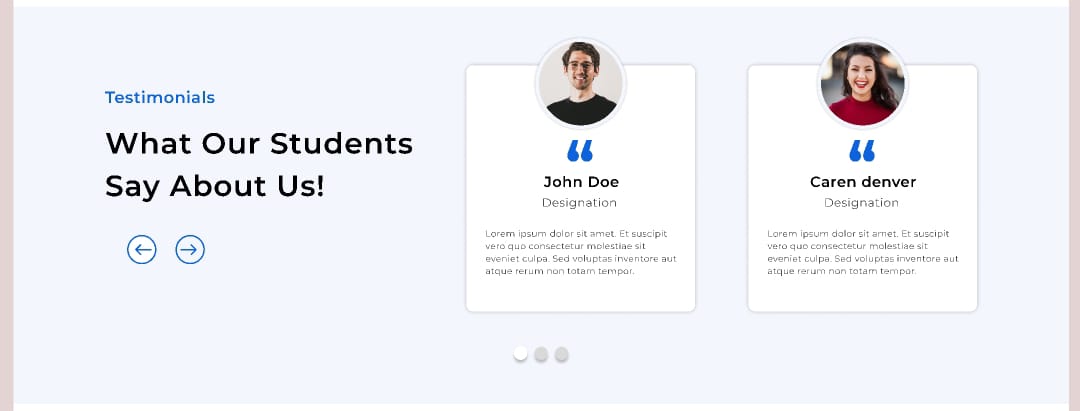 Testimonials
What Our Students
Say About Us!
John Doe
Designation
Lorem ipsum dolor sit amet. Et suscipit
vero quo consectetur molestiae sit
eveniet culpa. Sed voluptas inventore aut
atque rerum non totam tempor.
Caren denver
Designation
Lorem ipsum dolor sit amet. Et suscipit
vero quo consectetur molestiae sit
eveniet culpa. Sed voluptas inventore aut
atque rerum non totam tempor.